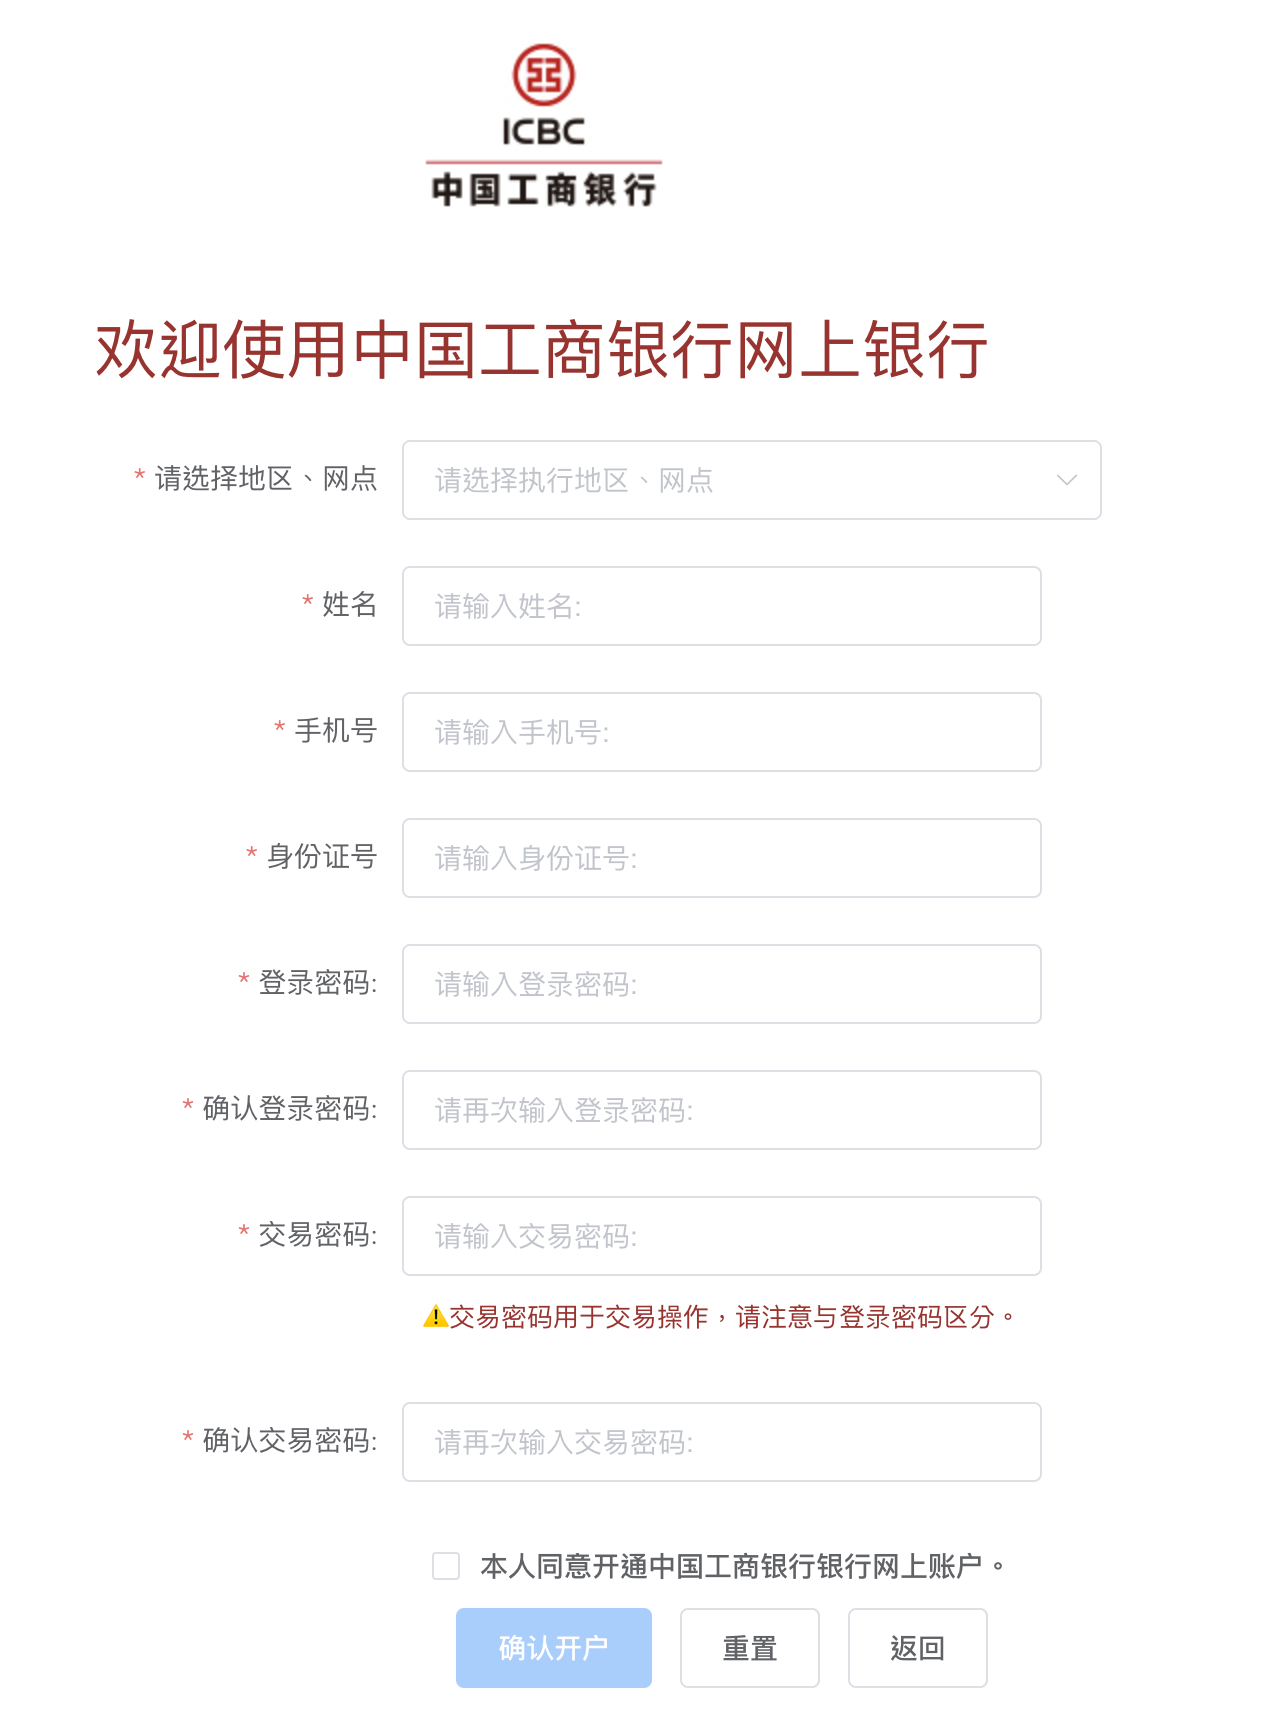 ICBC
中国工商银行
欢迎使用中国工商银行网上银行
* 请选择地区、网点 请选择执行地区、网点
* 姓名 请输入姓名:
* 手机号 请输入手机号:
* 身份证号 请输入身份证号:
* 登录密码: 请输入登录密码:
* 确认登录密码: 请再次输入登录密码:
* 交易密码: 请输入交易密码:
⚠️交易密码用于交易操作，请注意与登录密码区分。
* 确认交易密码: 请再次输入交易密码:
本人同意开通中国工商银行银行网上账户。
确认开户 重置 返回